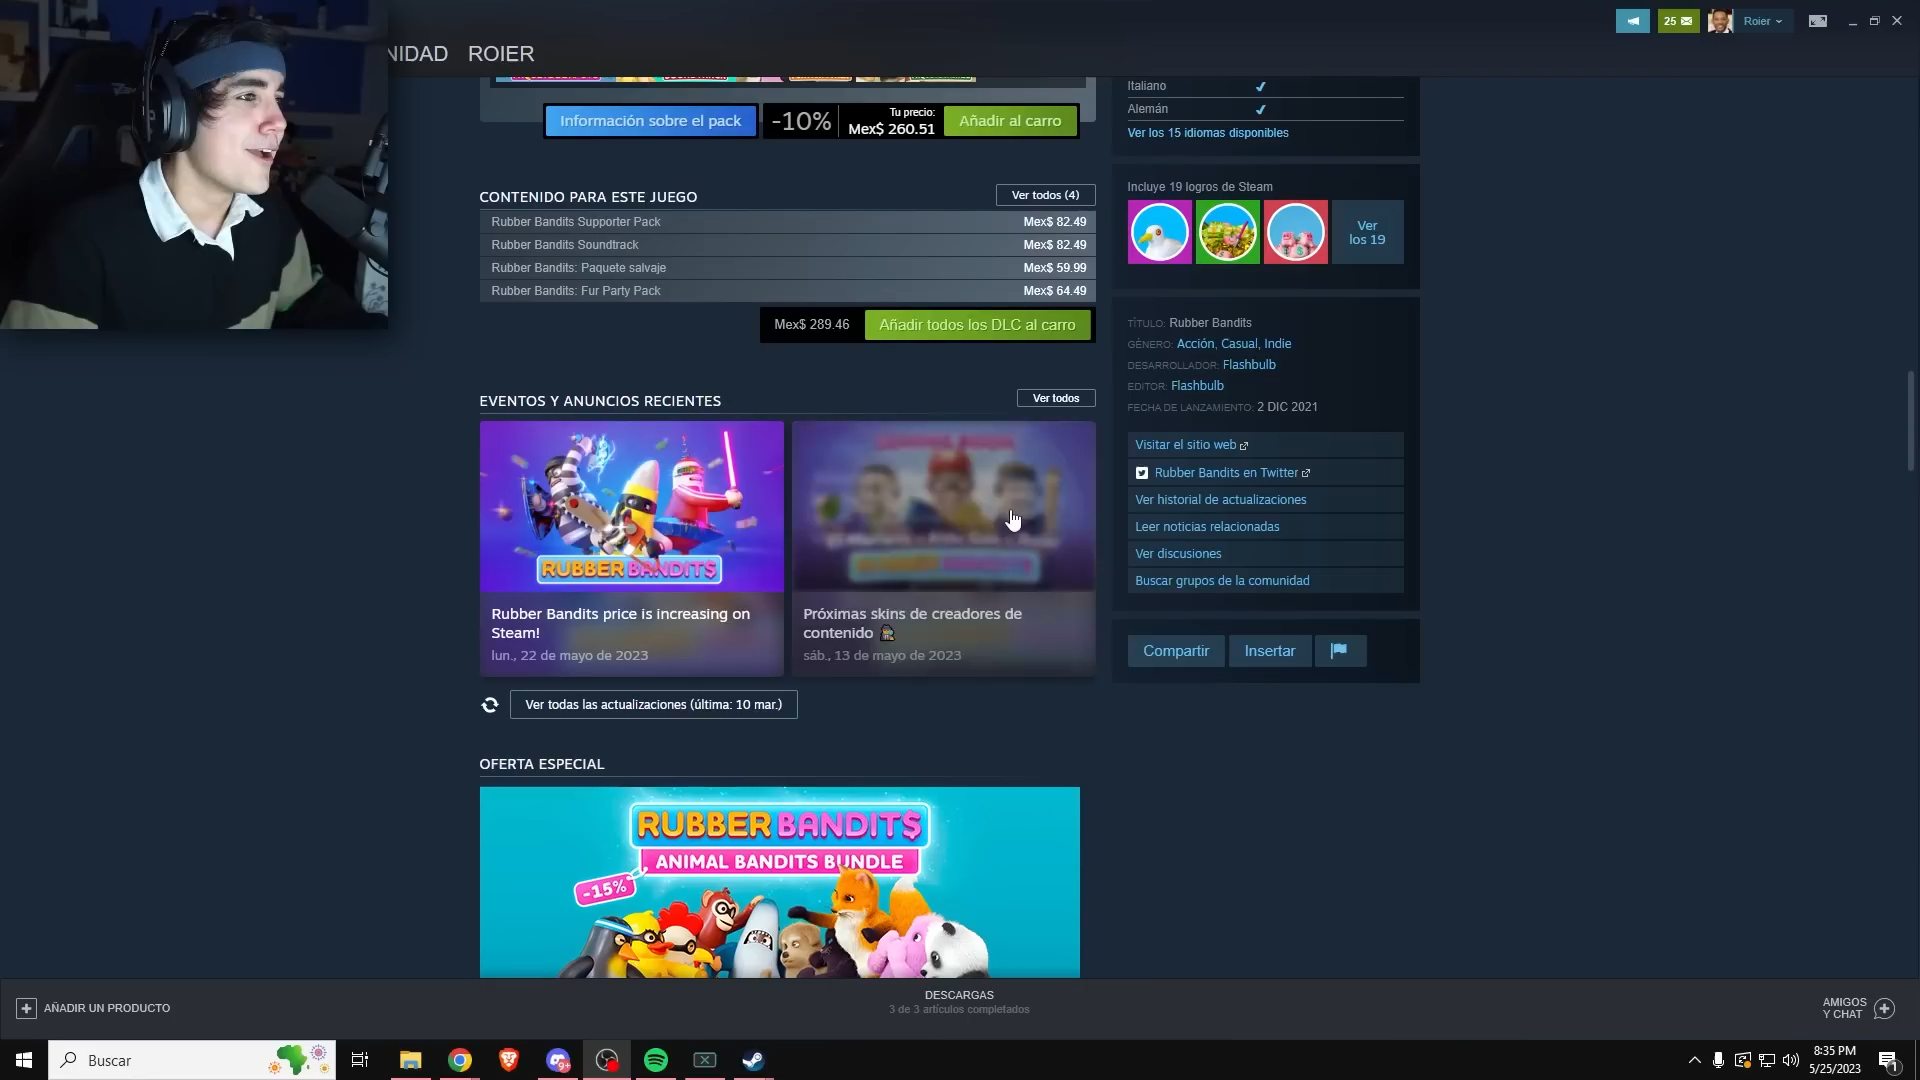 25
Roier
NIDAD ROIER
Información sobre el pack
-10%
Tu precio:
Mex$ 260.51
Añadir al carro
Italiano
Alemán
Ver los 15 idiomas disponibles
CONTENIDO PARA ESTE JUEGO
Ver todos (4)
Rubber Bandits Supporter Pack Mex$ 82.49
Rubber Bandits Soundtrack Mex$ 82.49
Rubber Bandits: Paquete salvaje Mex$ 59.99
Rubber Bandits: Fur Party Pack Mex$ 64.49
Mex$ 289.46
Añadir todos los DLC al carro
Incluye 19 logros de Steam
Ver
los 19
TÍTULO: Rubber Bandits
GÉNERO: Acción, Casual, Indie
DESARROLLADOR: Flashbulb
EDITOR: Flashbulb
FECHA DE LANZAMIENTO: 2 DIC 2021
Visitar el sitio web
Rubber Bandits en Twitter
Ver historial de actualizaciones
Leer noticias relacionadas
Ver discusiones
Buscar grupos de la comunidad
Compartir
Insertar
EVENTOS Y ANUNCIOS RECIENTES
Ver todos
RUBBER BANDIT$
Rubber Bandits price is increasing on
Steam!
lun., 22 de mayo de 2023
Próximas skins de creadores de
contenido
sáb., 13 de mayo de 2023
Ver todas las actualizaciones (última: 10 mar.)
OFERTA ESPECIAL
RUBBER BANDIT$
ANIMAL BANDITS BUNDLE
-15%
AÑADIR UN PRODUCTO
DESCARGAS
3 de 3 artículos completados
AMIGOS
Y CHAT
Buscar
9+
8:35 PM
5/25/2023
1